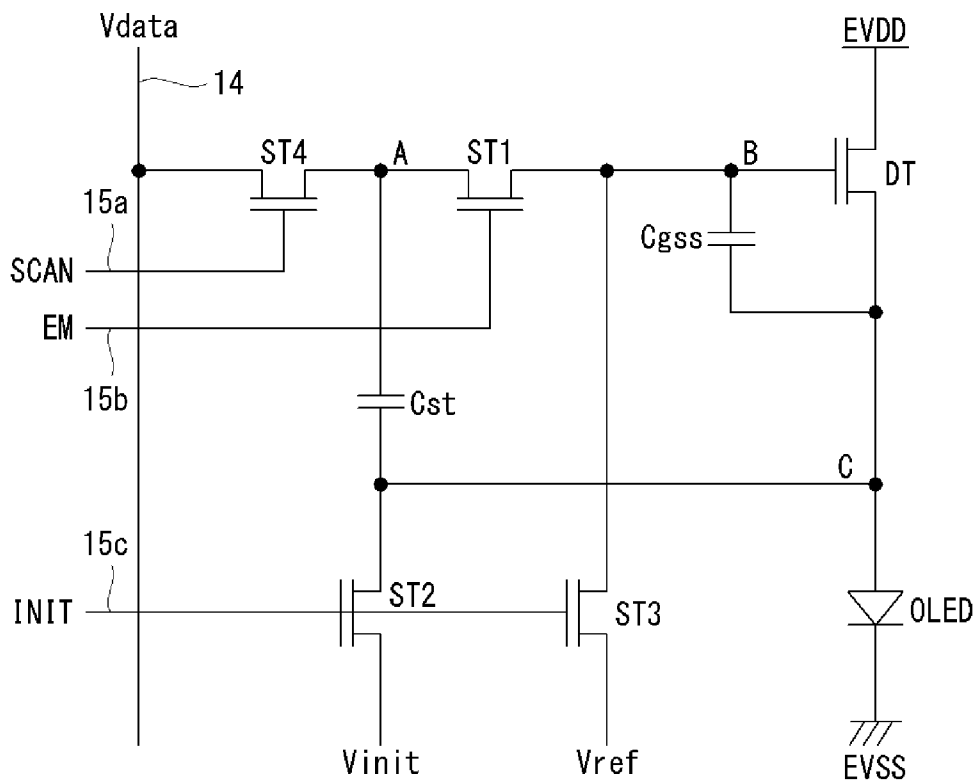 Vdata
EVDD
14
ST4
A
ST1
B
DT
15a
Cgss
SCAN
EM
15b
Cst
C
15c
INIT
ST2
ST3
OLED
Vinit
Vref
EVSS